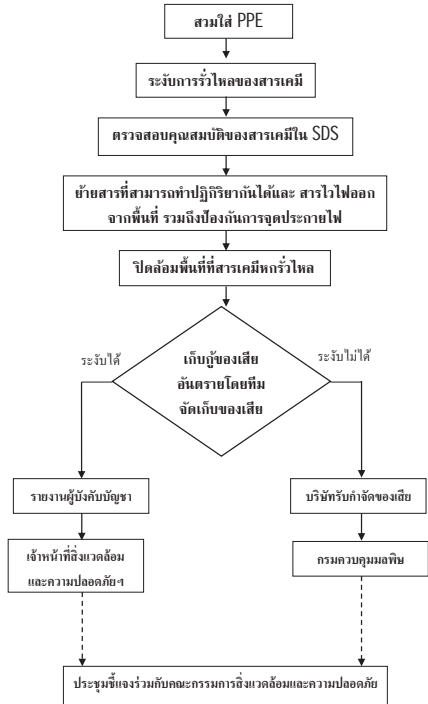 สวมใส่ PPE
ระงับการรั่วไหลของสารเคมี
ตรวจสอบคุณสมบัติของสารเคมีใน SDS
ย้ายสารที่สามารถทำปฏิกิริยากันได้และ สารไวไฟออก
จากพื้นที่ รวมถึงป้องกันการจุดประกายไฟ
ปิดล้อมพื้นที่ที่สารเคมีหกรั่วไหล
ระงับได้
เก็บกู้ของเสีย
อันตรายโดยทีม
จัดเก็บของเสีย
ระงับไม่ได้
รายงานผู้บังคับบัญชา
บริษัทรับกำจัดของเสีย
เจ้าหน้าที่สิ่งแวดล้อม
และความปลอดภัยฯ
กรมควบคุมมลพิษ
ประชุมชี้แจงร่วมกับคณะกรรมการสิ่งแวดล้อมและความปลอดภัย